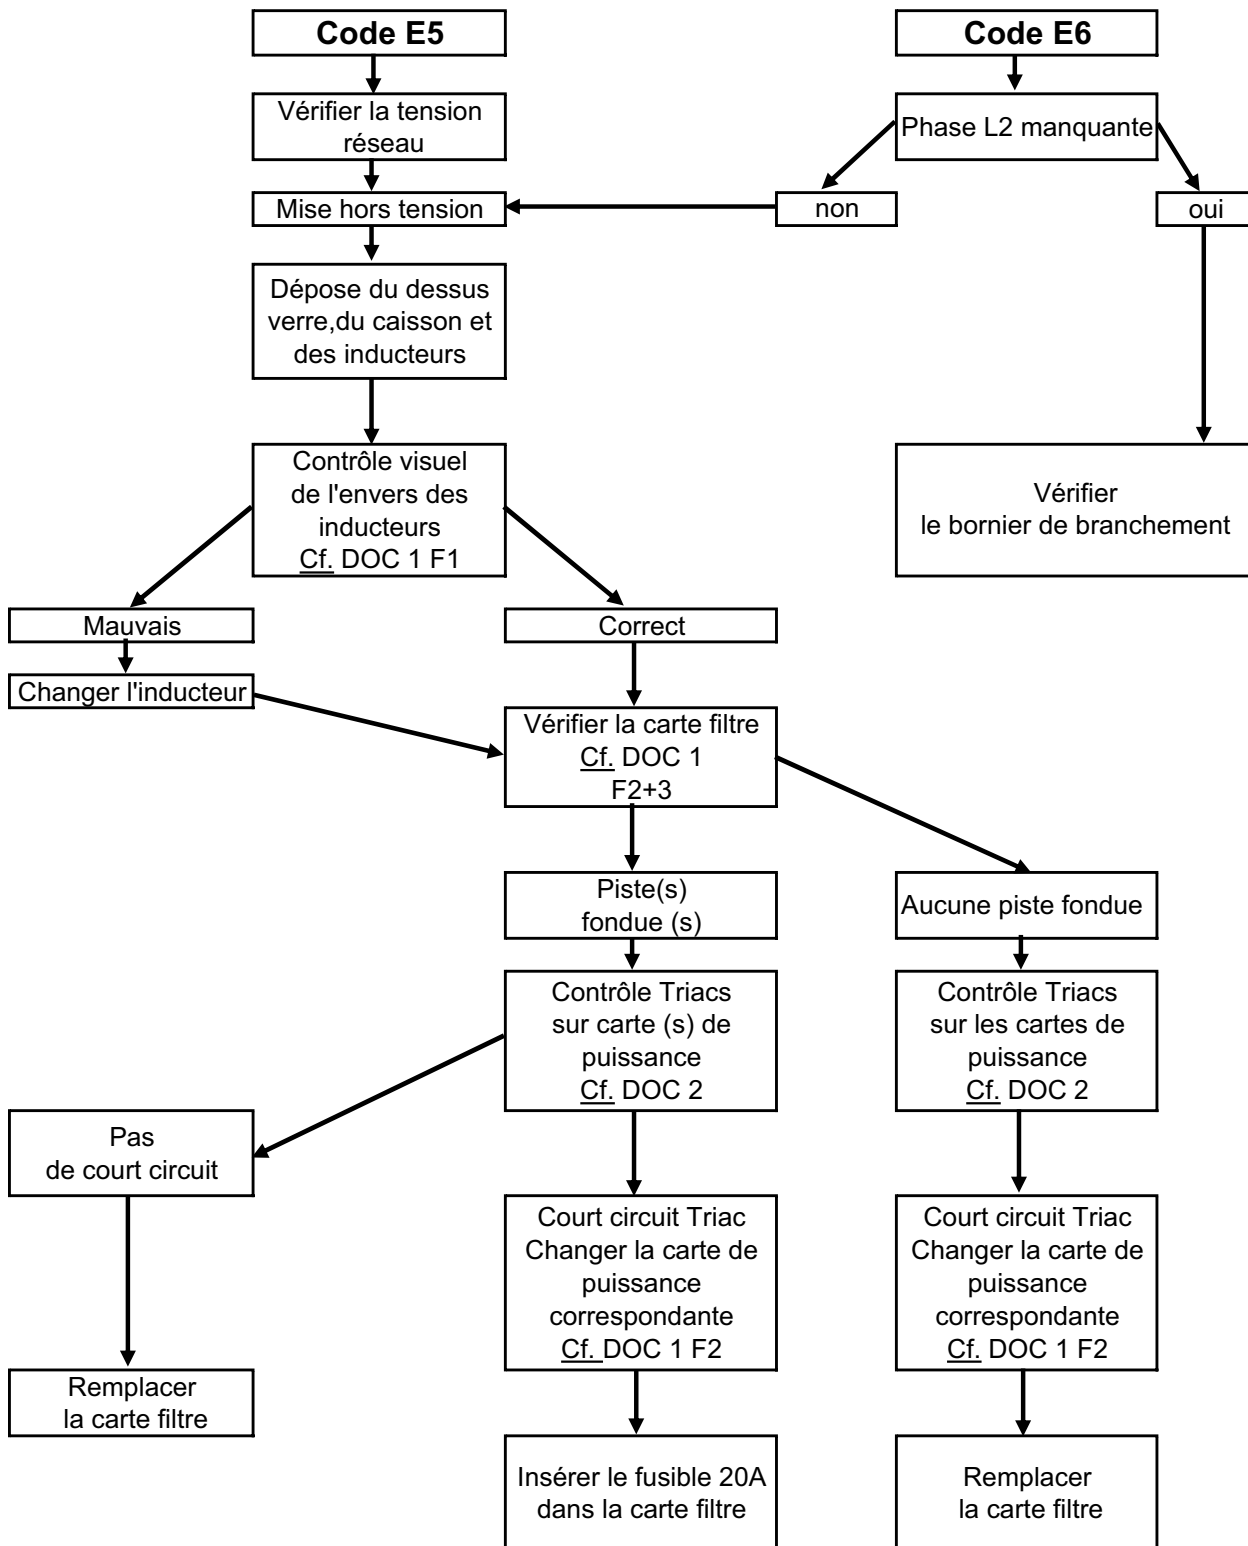 Code E5
Code E6
Vérifier la tension
réseau
Phase L2 manquante
Mise hors tension
non
oui
Dépose du dessus
verre,du caisson et
des inducteurs
Contrôle visuel
de l'envers des
inducteurs
Cf. DOC 1 F1
Vérifier
le bornier de branchement
Mauvais
Correct
Changer l'inducteur
Vérifier la carte filtre
Cf. DOC 1
F2+3
Piste(s)
fondue (s)
Aucune piste fondue
Contrôle Triacs
sur carte (s) de
puissance
Cf. DOC 2
Contrôle Triacs
sur les cartes de
puissance
Cf. DOC 2
Pas
de court circuit
Court circuit Triac
Changer la carte de
puissance
correspondante
Cf. DOC 1 F2
Court circuit Triac
Changer la carte de
puissance
correspondante
Cf. DOC 1 F2
Remplacer
la carte filtre
Insérer le fusible 20A
dans la carte filtre
Remplacer
la carte filtre